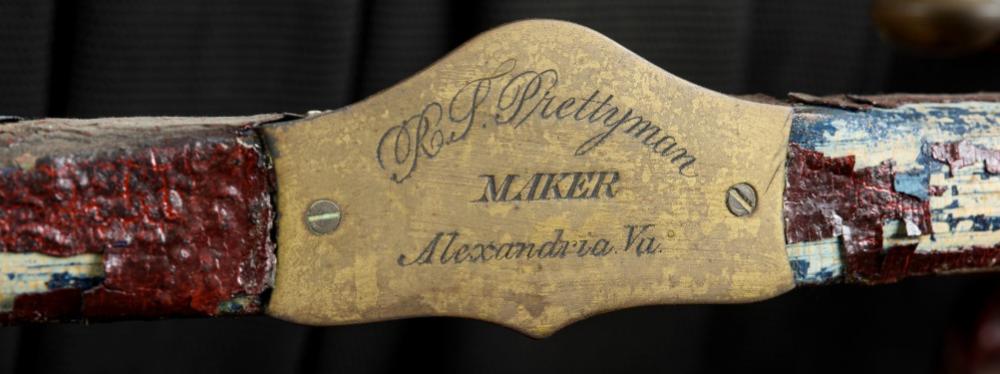 R. T. Prettyman
MAKER
Alexandria. Va.